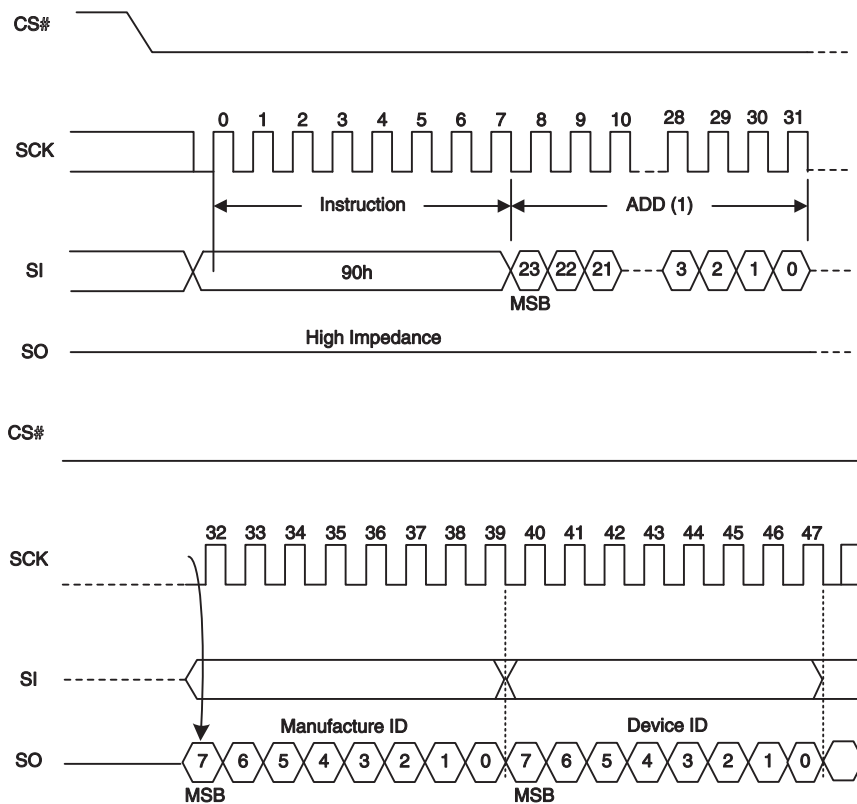 CS#
0 1 2 3 4 5 6 7 8 9 10 28 29 30 31
SCK
Instruction ADD (1)
SI 90h 23 22 21 3 2 1 0
MSB
High Impedance
SO
CS#
32 33 34 35 36 37 38 39 40 41 42 43 44 45 46 47
SCK
SI
Manufacture ID Device ID
SO 7 6 5 4 3 2 1 0 7 6 5 4 3 2 1 0
MSB MSB